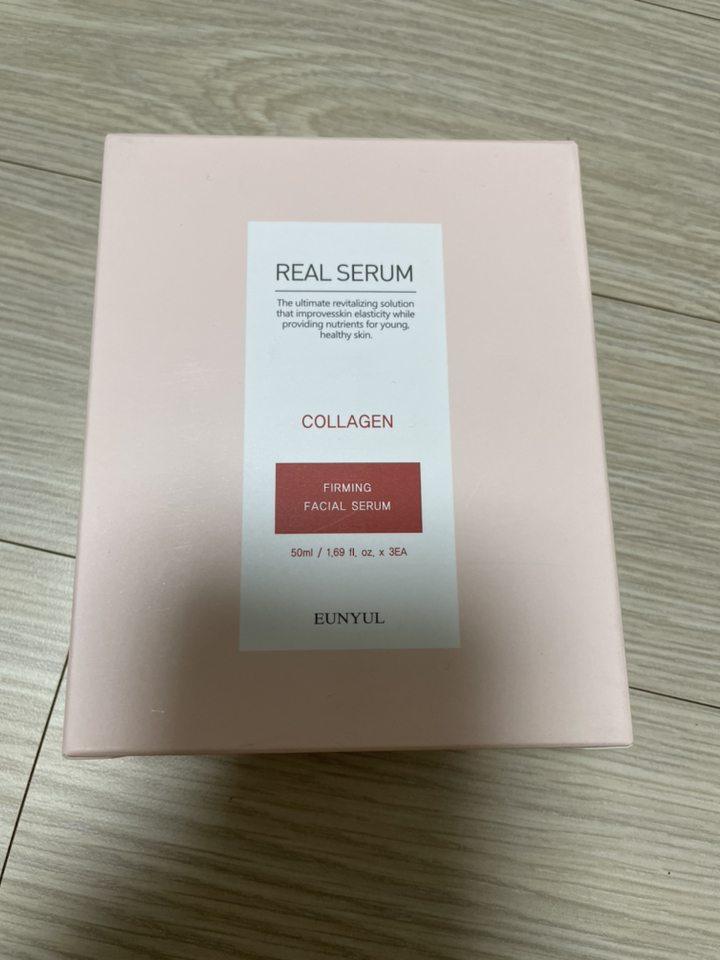 REAL SERUM
The ultimate revitalizing solution
that improvesskin elasticity while
providing nutrients for young,
healthy skin.
COLLAGEN
FIRMING
FACIAL SERUM
50ml / 1.69 fl. oz. x 3EA
EUNYUL